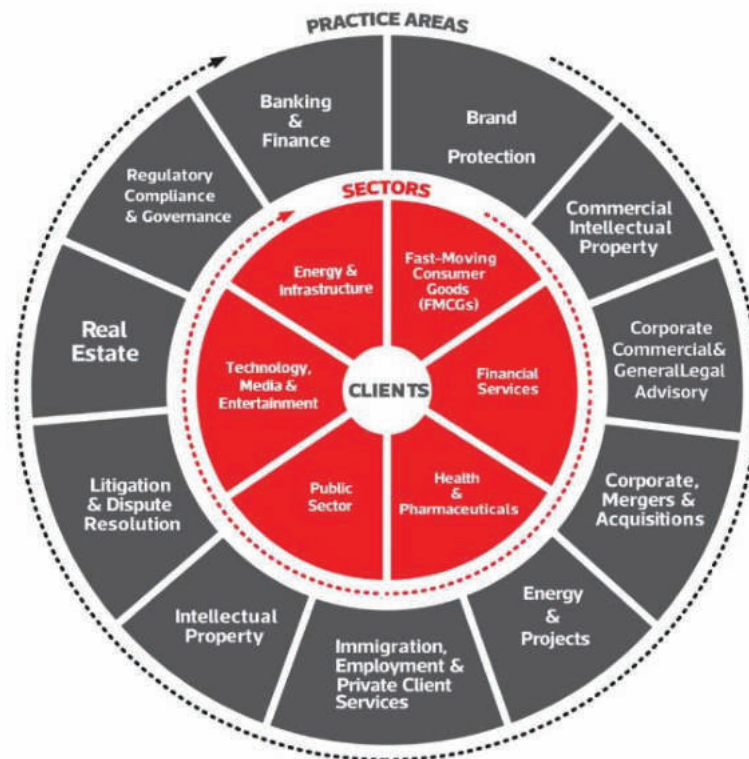 PRACTICE AREAS
Banking
&
Finance
Brand
Protection
Commercial
Intellectual
Property
Corporate
Commercial&
GeneralLegal
Advisory
Corporate,
Mergers &
Acquisitions
Energy
&
Projects
Immigration,
Employment &
Private Client
Services
Intellectual
Property
Litigation
& Dispute
Resolution
Real
Estate
Regulatory
Compliance
& Governance
SECTORS
Energy &
Infrastructure
Fast-Moving
Consumer
Goods
(FMCGs)
Financial
Services
Health
&
Pharmaceuticals
Public
Sector
Technology,
Media &
Entertainment
CLIENTS